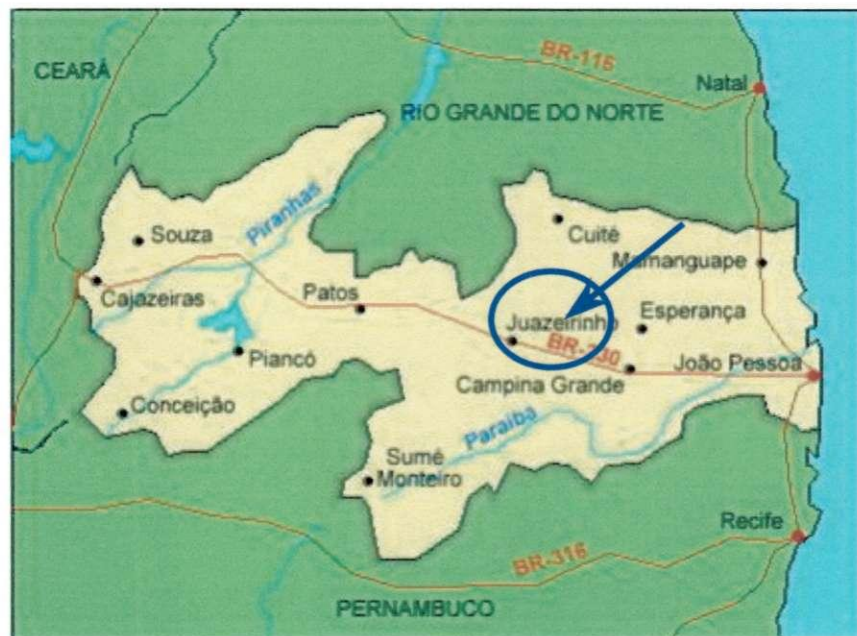 BR-116
CEARÁ
Natal
RIO GRANDE DO NORTE
Piranhas
Souza
Cuité
Mamanguape
Cajazeiras
Patos
Juazeirinho
Esperança
BR-230
João Pessoa
Piancó
Campina Grande
Conceição
Paraíba
Sumé
Monteiro
Recife
BR-316
PERNAMBUCO